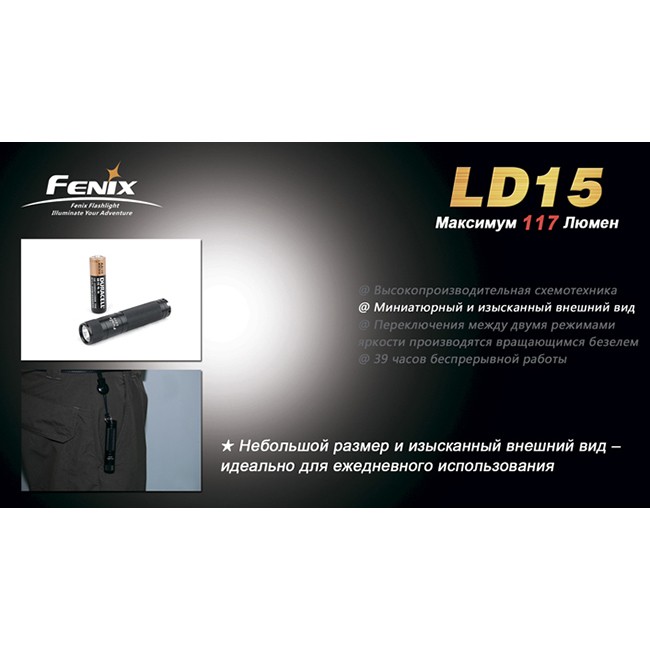 FENIX
Fenix Flashlight
Illuminate Your Adventure
LD15
Максимум 117 Люмен
DURACELL
@ Высокопроизводительная схемотехника
@ Миниатюрный и изысканный внешний вид
@ Переключения между двумя режимами
яркости производятся вращающимся безелем
@ 39 часов беспрерывной работы
★ Небольшой размер и изысканный внешний вид –
идеально для ежедневного использования